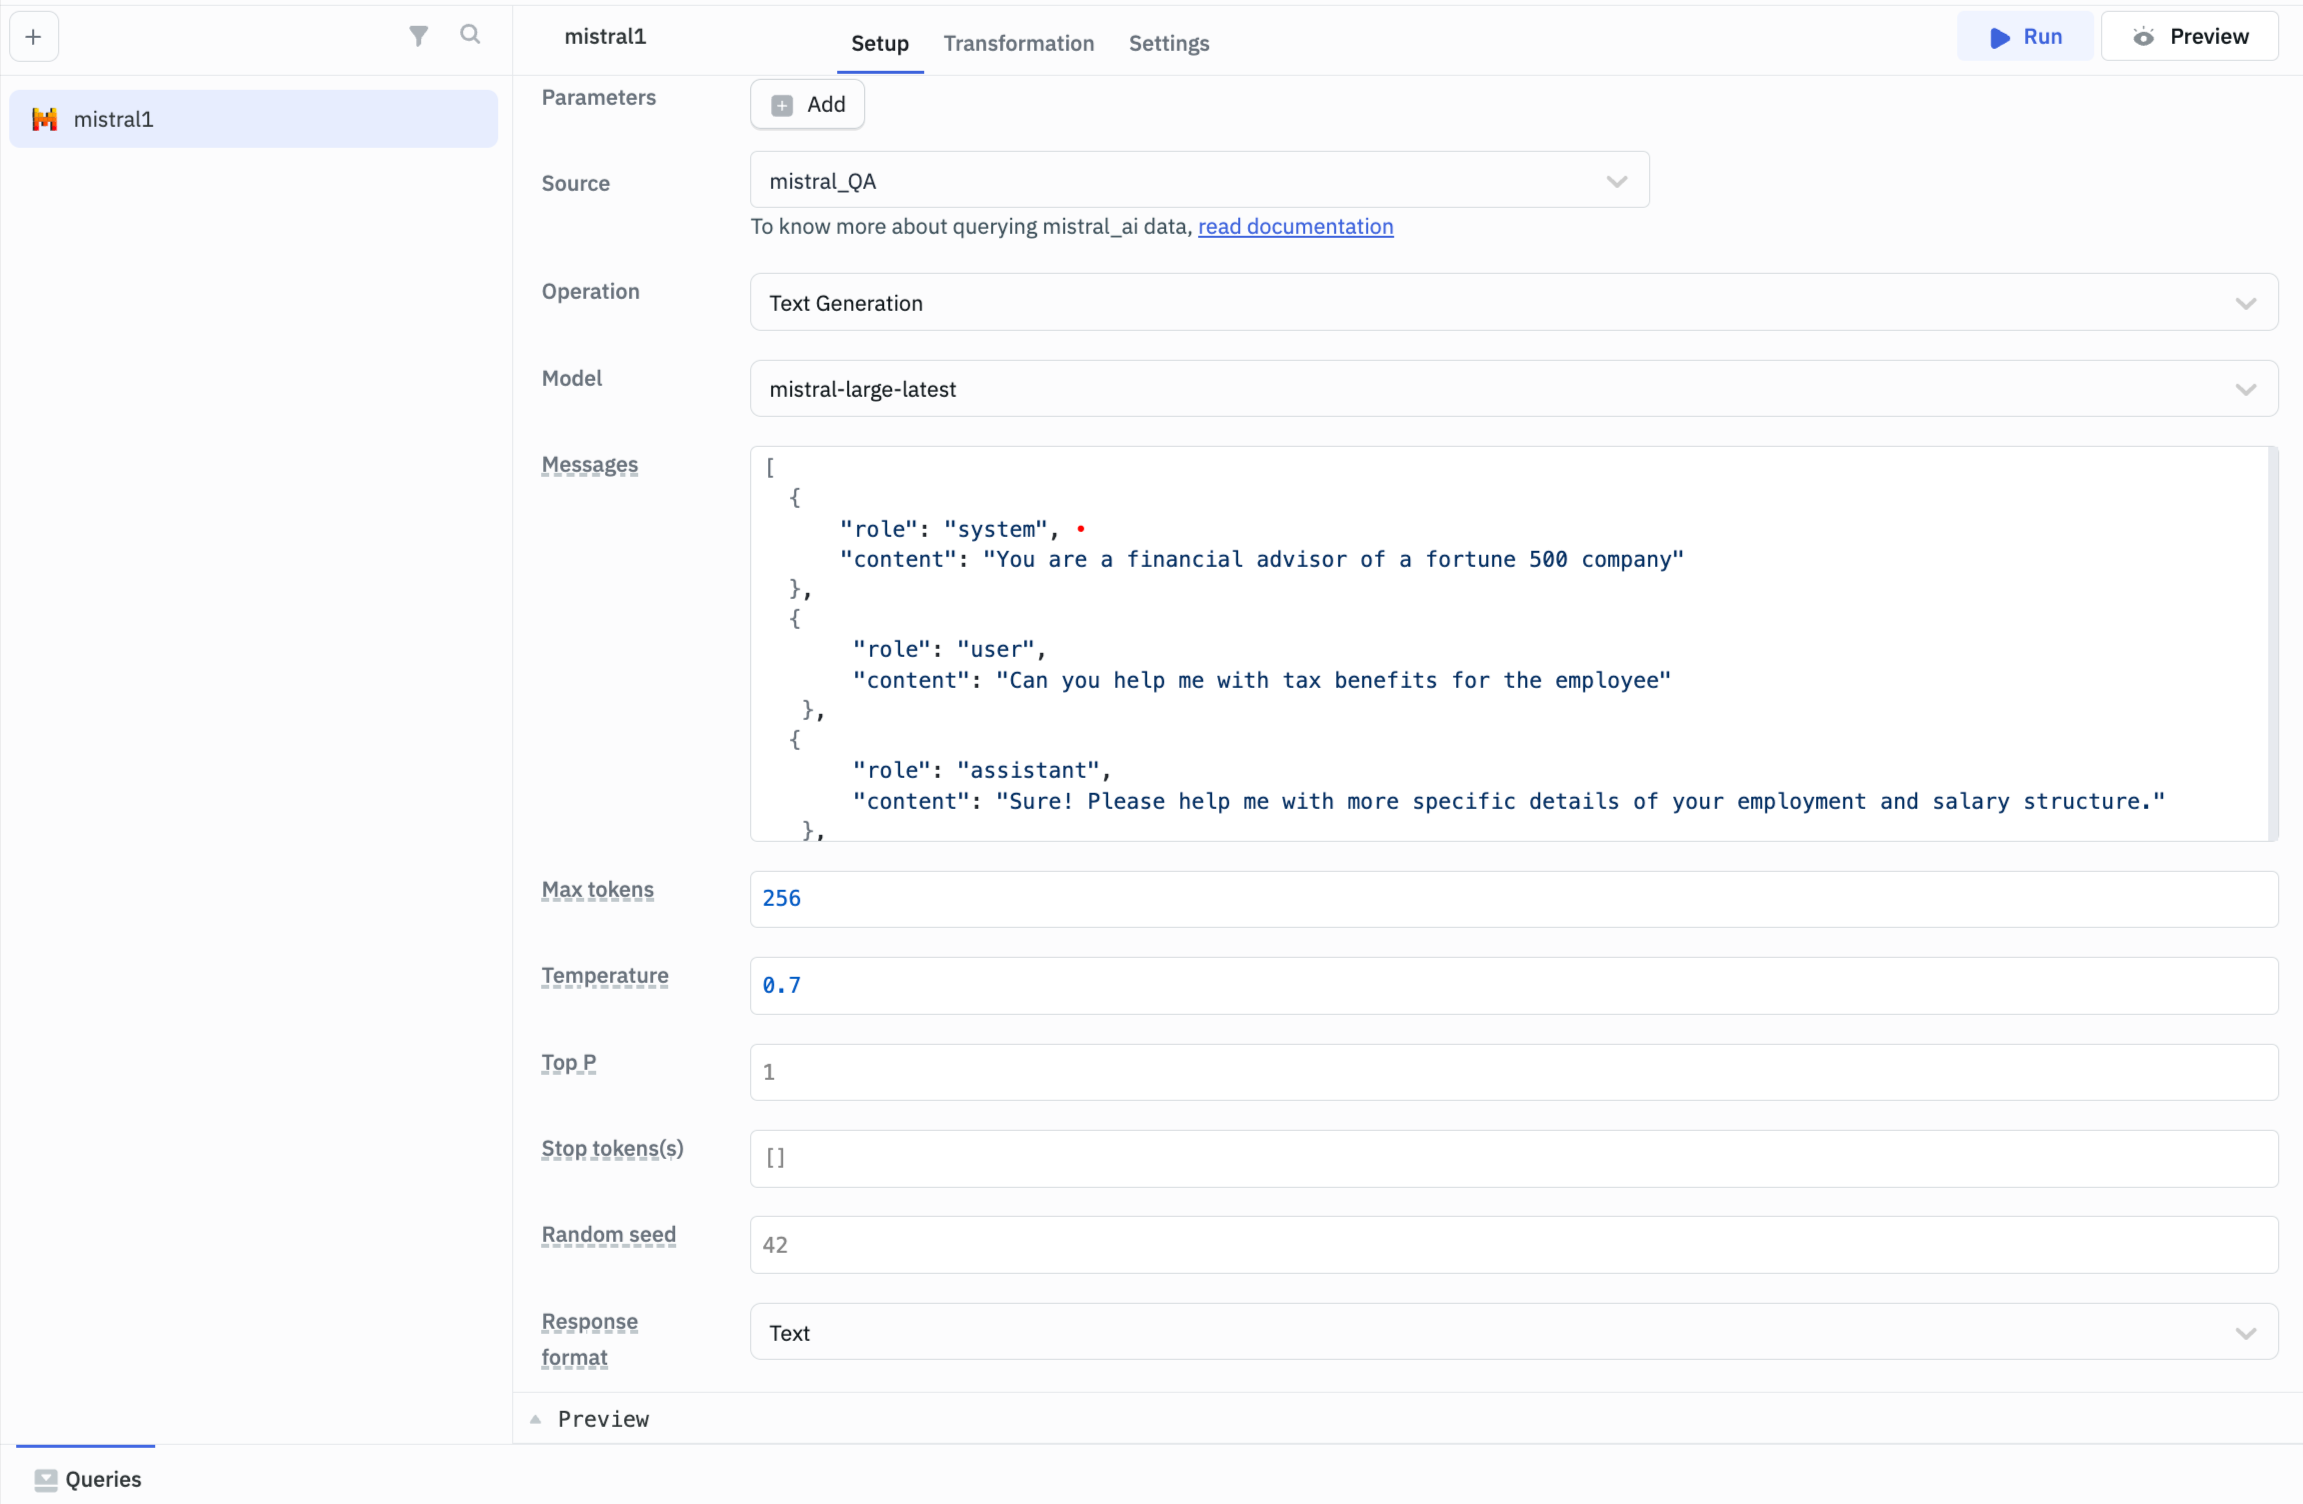 mistral1
Setup
Transformation
Settings
Run
Preview
mistral1
Parameters
Add
Source
mistral_QA
To know more about querying mistral_ai data, read documentation
Operation
Text Generation
Model
mistral-large-latest
Messages
[
{
"role": "system",
"content": "You are a financial advisor of a fortune 500 company"
},
{
"role": "user",
"content": "Can you help me with tax benefits for the employee"
},
{
"role": "assistant",
"content": "Sure! Please help me with more specific details of your employment and salary structure."
},
Max tokens
256
Temperature
0.7
Top P
1
Stop tokens(s)
[]
Random seed
42
Response
format
Text
Preview
Queries